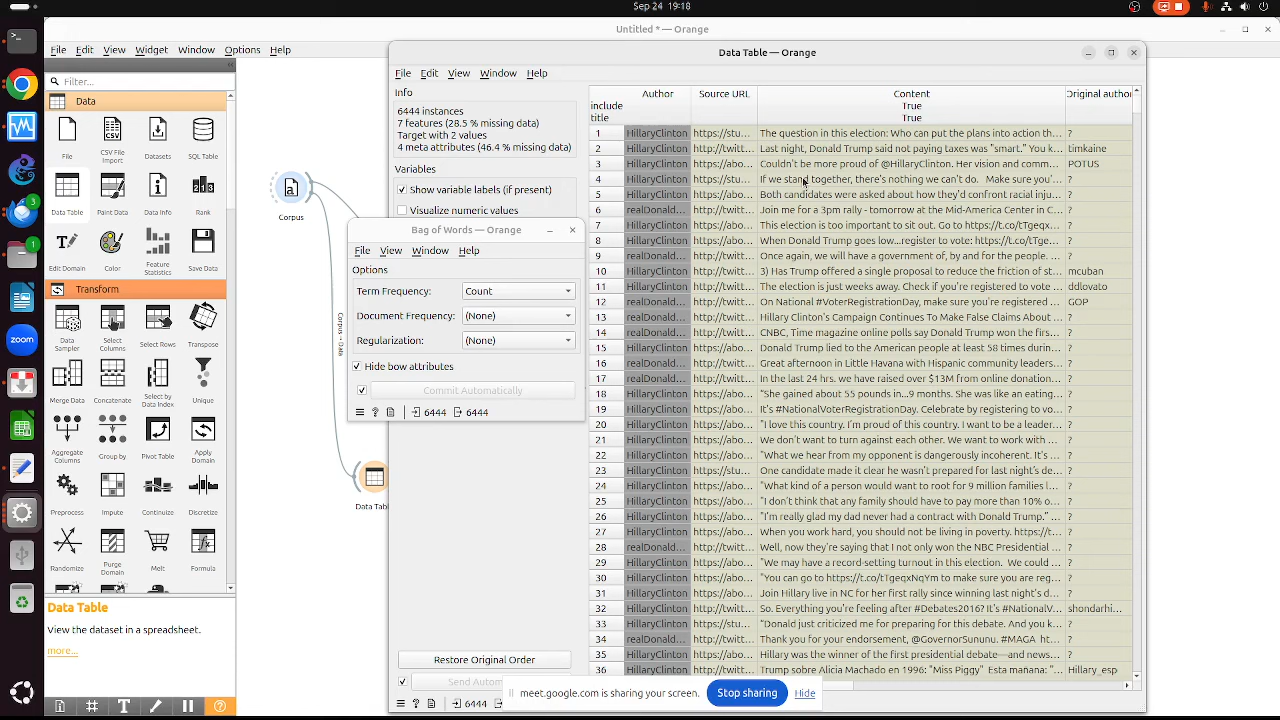 Sep 24 19:18
Untitled * — Orange
File Edit View Widget Window Options Help
Filter...
Data
File
CSV File Import
Datasets
SQL Table
Data Table
Paint Data
Data Info
Rank
Edit Domain
Color
Feature Statistics
Save Data
Transform
Data Sampler
Select Columns
Select Rows
Transpose
Merge Data
Concatenate
Select by Data Index
Unique
Aggregate Columns
Group by
Pivot Table
Apply Domain
Preprocess
Impute
Continuize
Discretize
Randomize
Purge Domain
Melt
Formula
Data Table
View the dataset in a spreadsheet.
more...
Corpus
Corpus → Data
Data Tabl
Bag of Words — Orange
File View Window Help
Options
Term Frequency: Count
Document Frequency: (None)
Regularization: (None)
Hide bow attributes
Commit Automatically
6444 6444
Data Table — Orange
File Edit View Window Help
Info
6444 instances
7 features (28.5 % missing data)
Target with 2 values
4 meta attributes (46.4 % missing data)
Variables
Show variable labels (if present)
Visualize numeric values
Restore Original Order
Send Autom
6444
Author Source URL Content Original author
include True
title True
1 HillaryClinton https://stu... The question in this election: Who can put the plans into action th... ?
2 HillaryClinton http://twitt... Last night, Donald Trump said not paying taxes was "smart." You k... timkaine
3 HillaryClinton https://abo... Couldn't be more proud of @HillaryClinton. Her vision and comm... POTUS
4 HillaryClinton https://stu... If we stand together, there's nothing we can't do. Make sure you'r... ?
5 HillaryClinton https://abo... Both candidates were asked about how they'd confront racial inju... ?
6 realDonald... http://twitt... Join me for a 3pm rally - tomorrow at the Mid-America Center in C... ?
7 HillaryClinton https://abo... This election is too important to sit out. Go to https://t.co/tTgeqx... ?
8 HillaryClinton https://abo... When Donald Trump goes low...register to vote: https://t.co/tTge... ?
9 realDonald... http://twitt... Once again, we will have a government of, by and for the people. ... ?
10 HillaryClinton https://twitt... 3) Has Trump offered a single proposal to reduce the friction of st... mcuban
11 HillaryClinton https://abo... The election is just weeks away. Check if you're registered to vote ... ddlovato
12 realDonald... http://twitt... On National #VoterRegistrationDay, make sure you're registered ... GOP
13 realDonald... http://twitt... Hillary Clinton's Campaign Continues To Make False Claims About ... ?
14 realDonald... http://twitt... CNBC, Time magazine online polls say Donald Trump won the firs... ?
15 HillaryClinton https://abo... Donald Trump lied to the American people at least 58 times durin... ?
16 realDonald... http://twitt... Great afternoon in Little Havana with Hispanic community leaders... ?
17 realDonald... http://twitt... In the last 24 hrs. we have raised over $13M from online donation... ?
18 HillaryClinton https://abo... "She gained about 55 pounds in...9 months. She was like an eating... ?
19 HillaryClinton https://abo... It's #NationalVoterRegistrationDay. Celebrate by registering to vo... ?
20 HillaryClinton https://abo... "I love this country. I'm proud of this country. I want to be a leader... ?
21 HillaryClinton https://abo... "We don't want to turn against each other. We want to work with ... ?
22 HillaryClinton https://abo... "What we hear from my opponent is dangerously incoherent. It's ... ?
23 HillaryClinton https://stu... One candidate made it clear he wasn't prepared for last night's de... ?
24 HillaryClinton https://abo... "What kind of a person would want to root for 9 million families l... ?
25 HillaryClinton https://abo... "I don't think that any family should have to pay more than 10% o... ?
26 HillaryClinton https://abo... "I'm really glad my dad never had a contract with Donald Trump." ... ?
27 HillaryClinton https://abo... When you work hard, you should not be living in poverty. https://t... ?
28 realDonald... http://twitt... Well, now they're saying that I not only won the NBC Presidential ... ?
29 HillaryClinton https://abo... "We may have a record-setting turnout in this election. We could ... ?
30 HillaryClinton https://abo... "You can go to https://t.co/tTgeqxNqYm to make sure you are reg... ?
31 HillaryClinton https://abo... Join Hillary live in NC for her first rally since winning last night's d... ?
32 HillaryClinton http://twitt... So. Everything you're feeling after #Debates2016? It's #NationalV... shondarhi...
33 HillaryClinton https://abo... "Donald just criticized me for preparing for this debate. And you k... ?
34 realDonald... http://twitt... Thank you for your endorsement, @GovernorSununu. #MAGA ht... ?
35 HillaryClinton https://abo... Hillary was the winner of the first presidential debate—and news... ?
36 HillaryClinton http://twitt... Trump sobre Alicia Machado en 1996: "Miss Piggy" Esta mañana: "... Hillary_esp
meet.google.com is sharing your screen. Stop sharing Hide